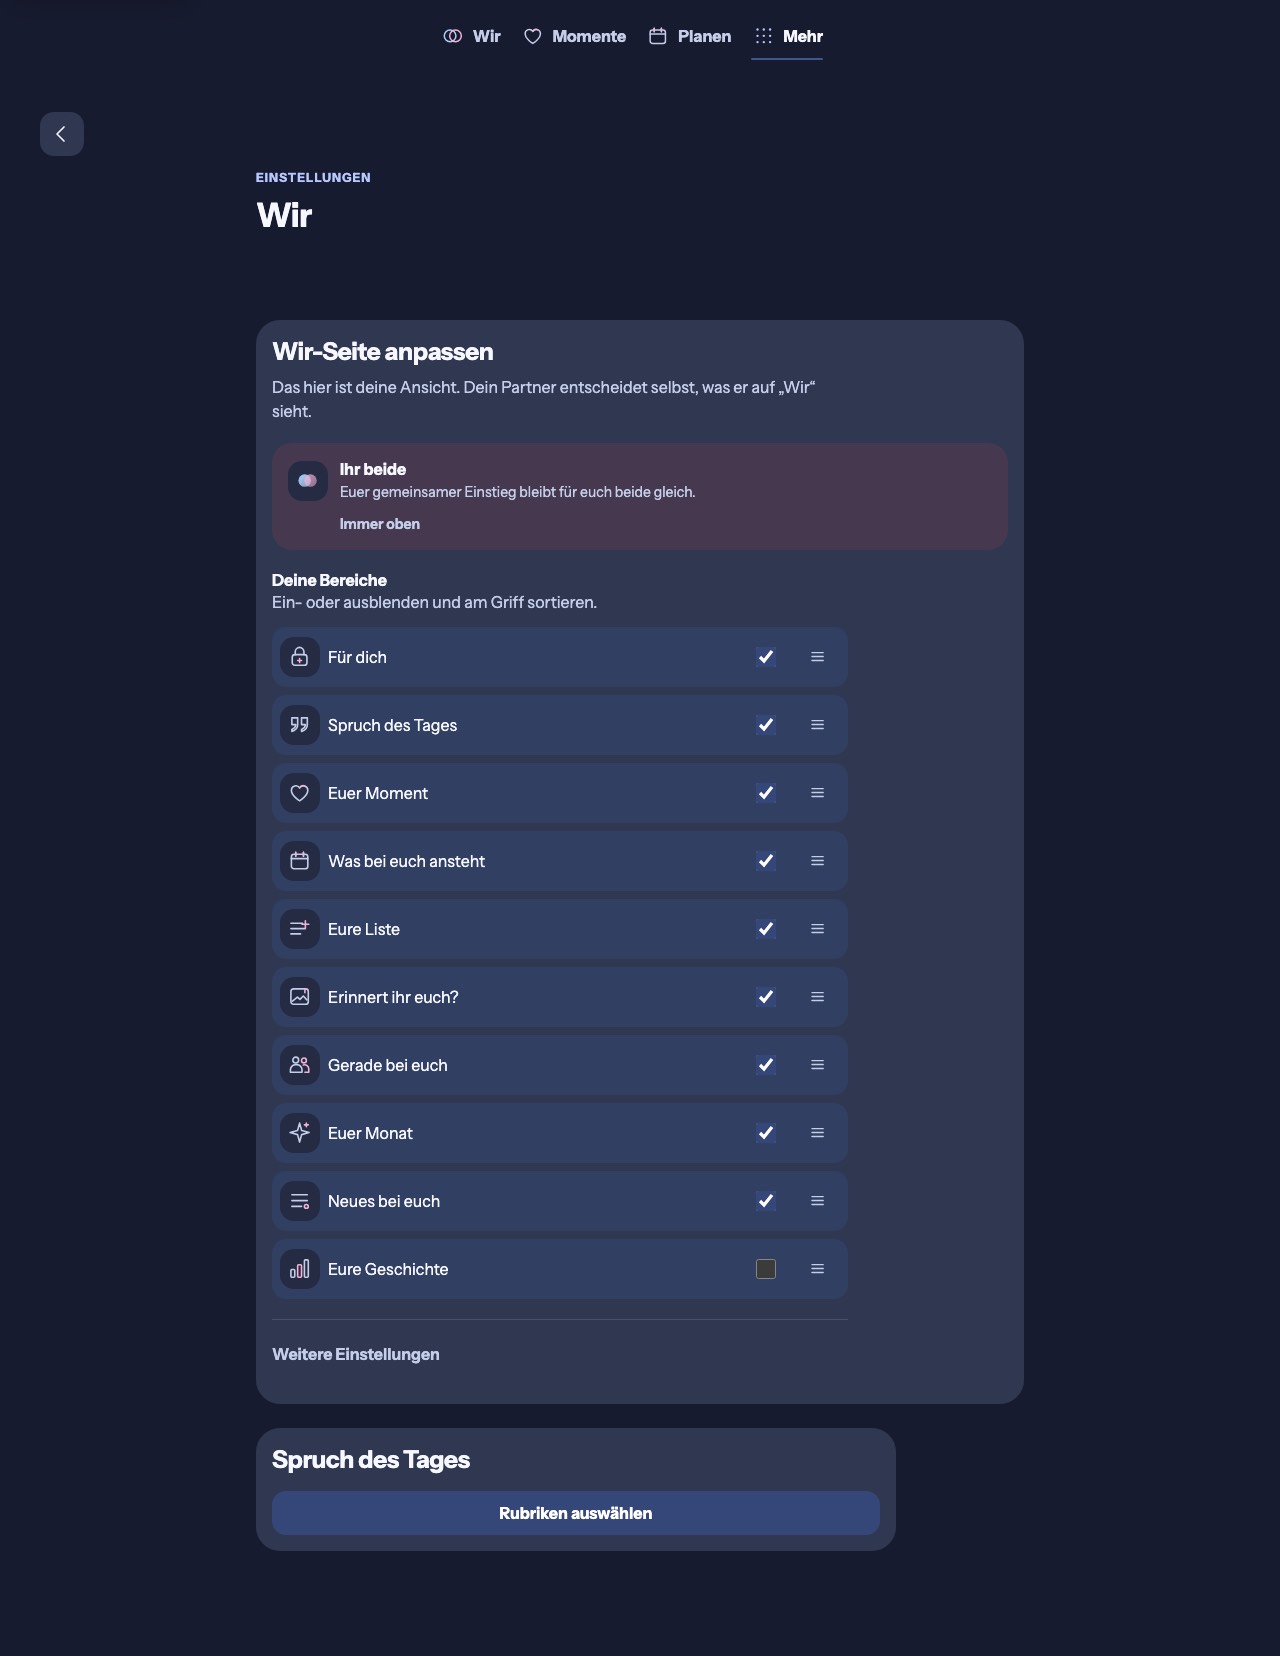 Wir Momente Planen Mehr
EINSTELLUNGEN
Wir
Wir-Seite anpassen
Das hier ist deine Ansicht. Dein Partner entscheidet selbst, was er auf „Wir“
sieht.
Ihr beide
Euer gemeinsamer Einstieg bleibt für euch beide gleich.
Immer oben
Deine Bereiche
Ein- oder ausblenden und am Griff sortieren.
Für dich
Spruch des Tages
Euer Moment
Was bei euch ansteht
Eure Liste
Erinnert ihr euch?
Gerade bei euch
Euer Monat
Neues bei euch
Eure Geschichte
Weitere Einstellungen
Spruch des Tages
Rubriken auswählen